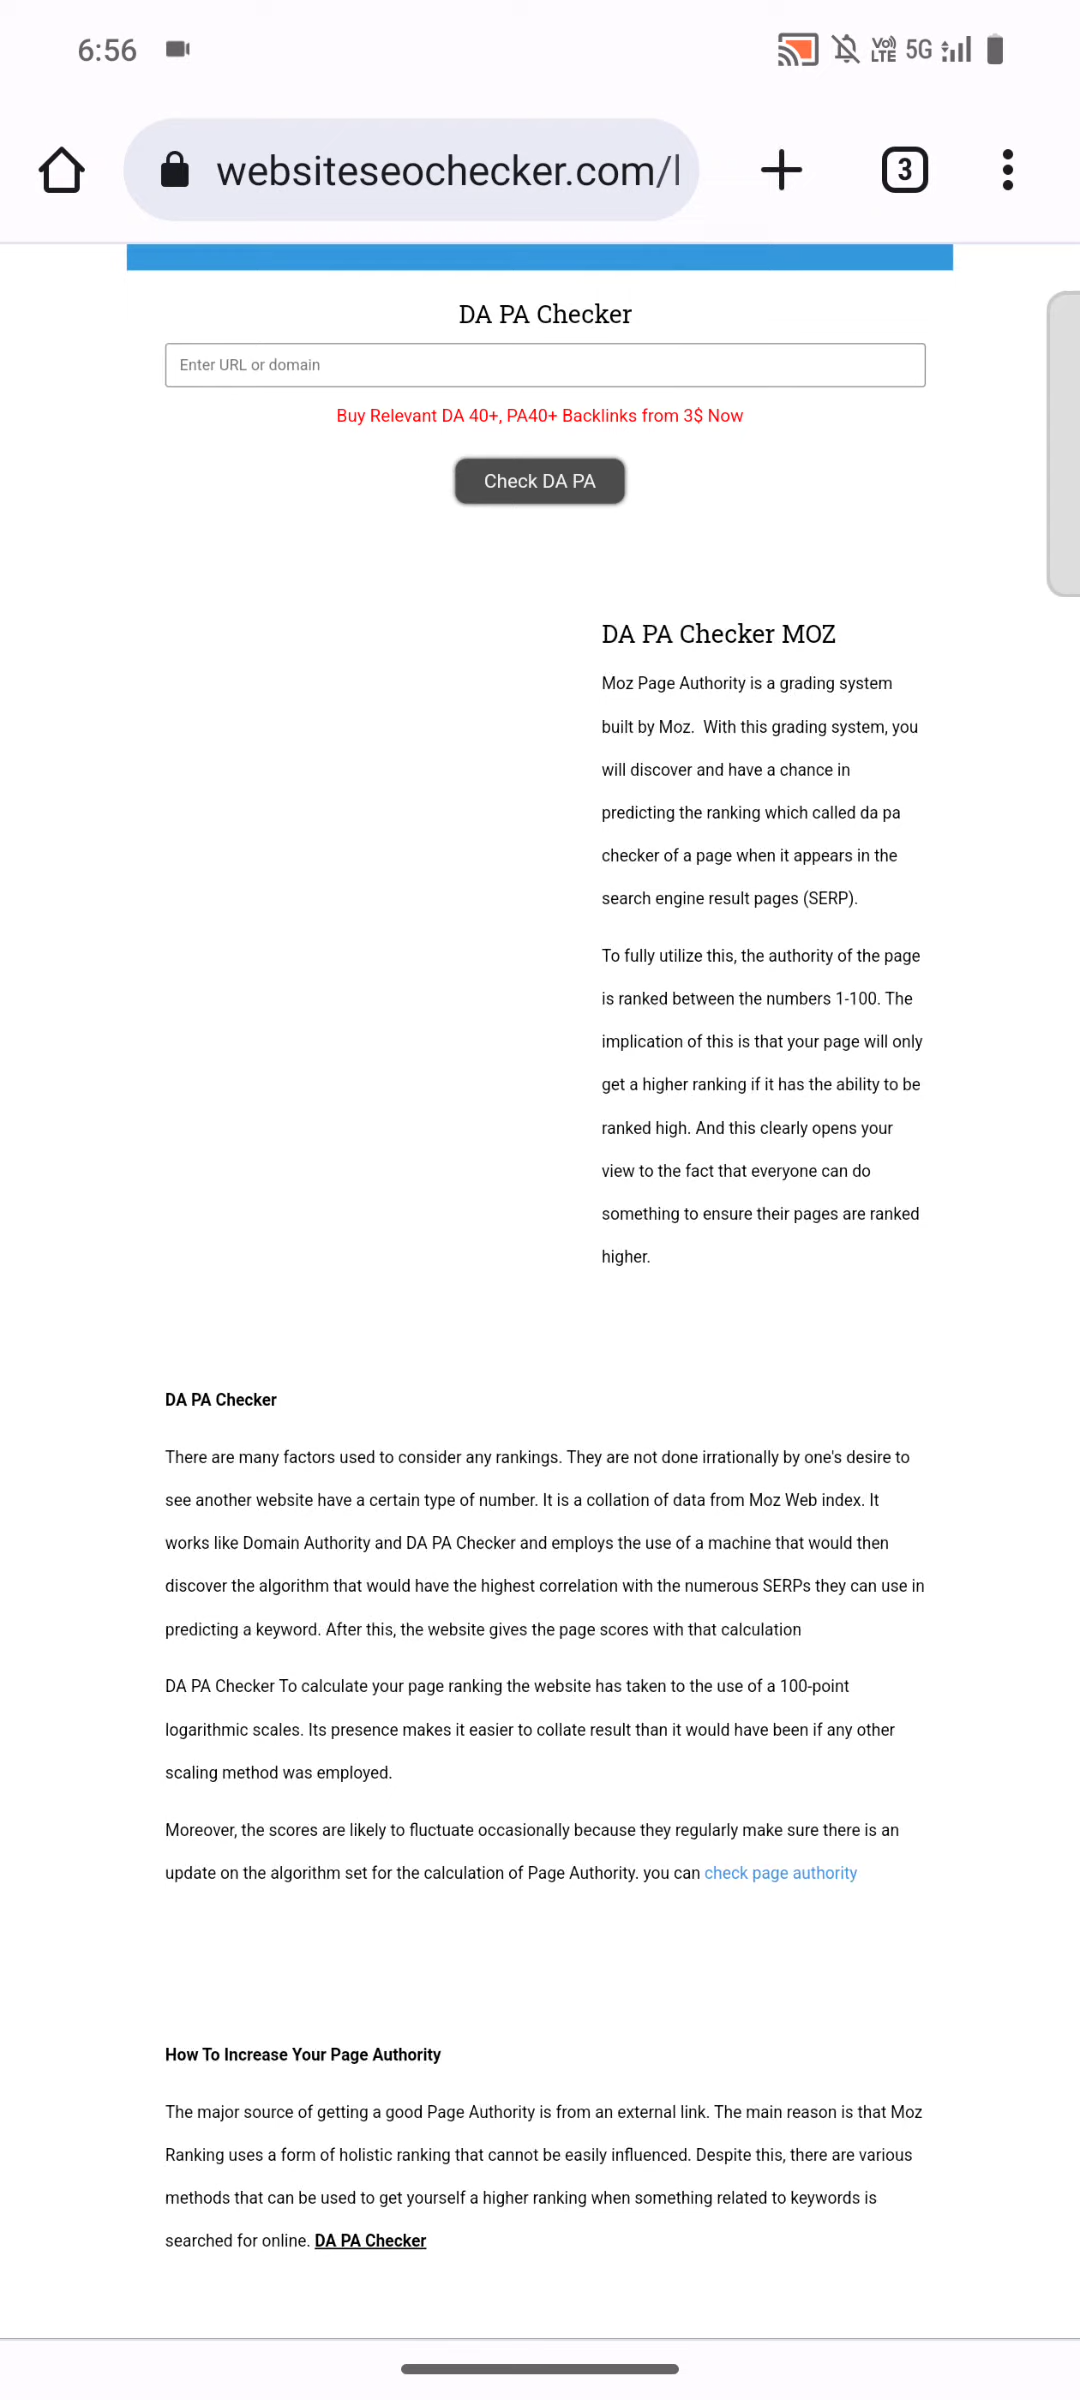 6:56
Vo)) LTE 5G
websiteseochecker.com/l
3
DA PA Checker
Enter URL or domain
Buy Relevant DA 40+, PA40+ Backlinks from 3$ Now
Check DA PA
DA PA Checker MOZ
Moz Page Authority is a grading system
built by Moz.  With this grading system, you
will discover and have a chance in
predicting the ranking which called da pa
checker of a page when it appears in the
search engine result pages (SERP).
To fully utilize this, the authority of the page
is ranked between the numbers 1-100. The
implication of this is that your page will only
get a higher ranking if it has the ability to be
ranked high. And this clearly opens your
view to the fact that everyone can do
something to ensure their pages are ranked
higher.
DA PA Checker
There are many factors used to consider any rankings. They are not done irrationally by one's desire to
see another website have a certain type of number. It is a collation of data from Moz Web index. It
works like Domain Authority and DA PA Checker and employs the use of a machine that would then
discover the algorithm that would have the highest correlation with the numerous SERPs they can use in
predicting a keyword. After this, the website gives the page scores with that calculation
DA PA Checker To calculate your page ranking the website has taken to the use of a 100-point
logarithmic scales. Its presence makes it easier to collate result than it would have been if any other
scaling method was employed.
Moreover, the scores are likely to fluctuate occasionally because they regularly make sure there is an
update on the algorithm set for the calculation of Page Authority. you can check page authority
How To Increase Your Page Authority
The major source of getting a good Page Authority is from an external link. The main reason is that Moz
Ranking uses a form of holistic ranking that cannot be easily influenced. Despite this, there are various
methods that can be used to get yourself a higher ranking when something related to keywords is
searched for online. DA PA Checker